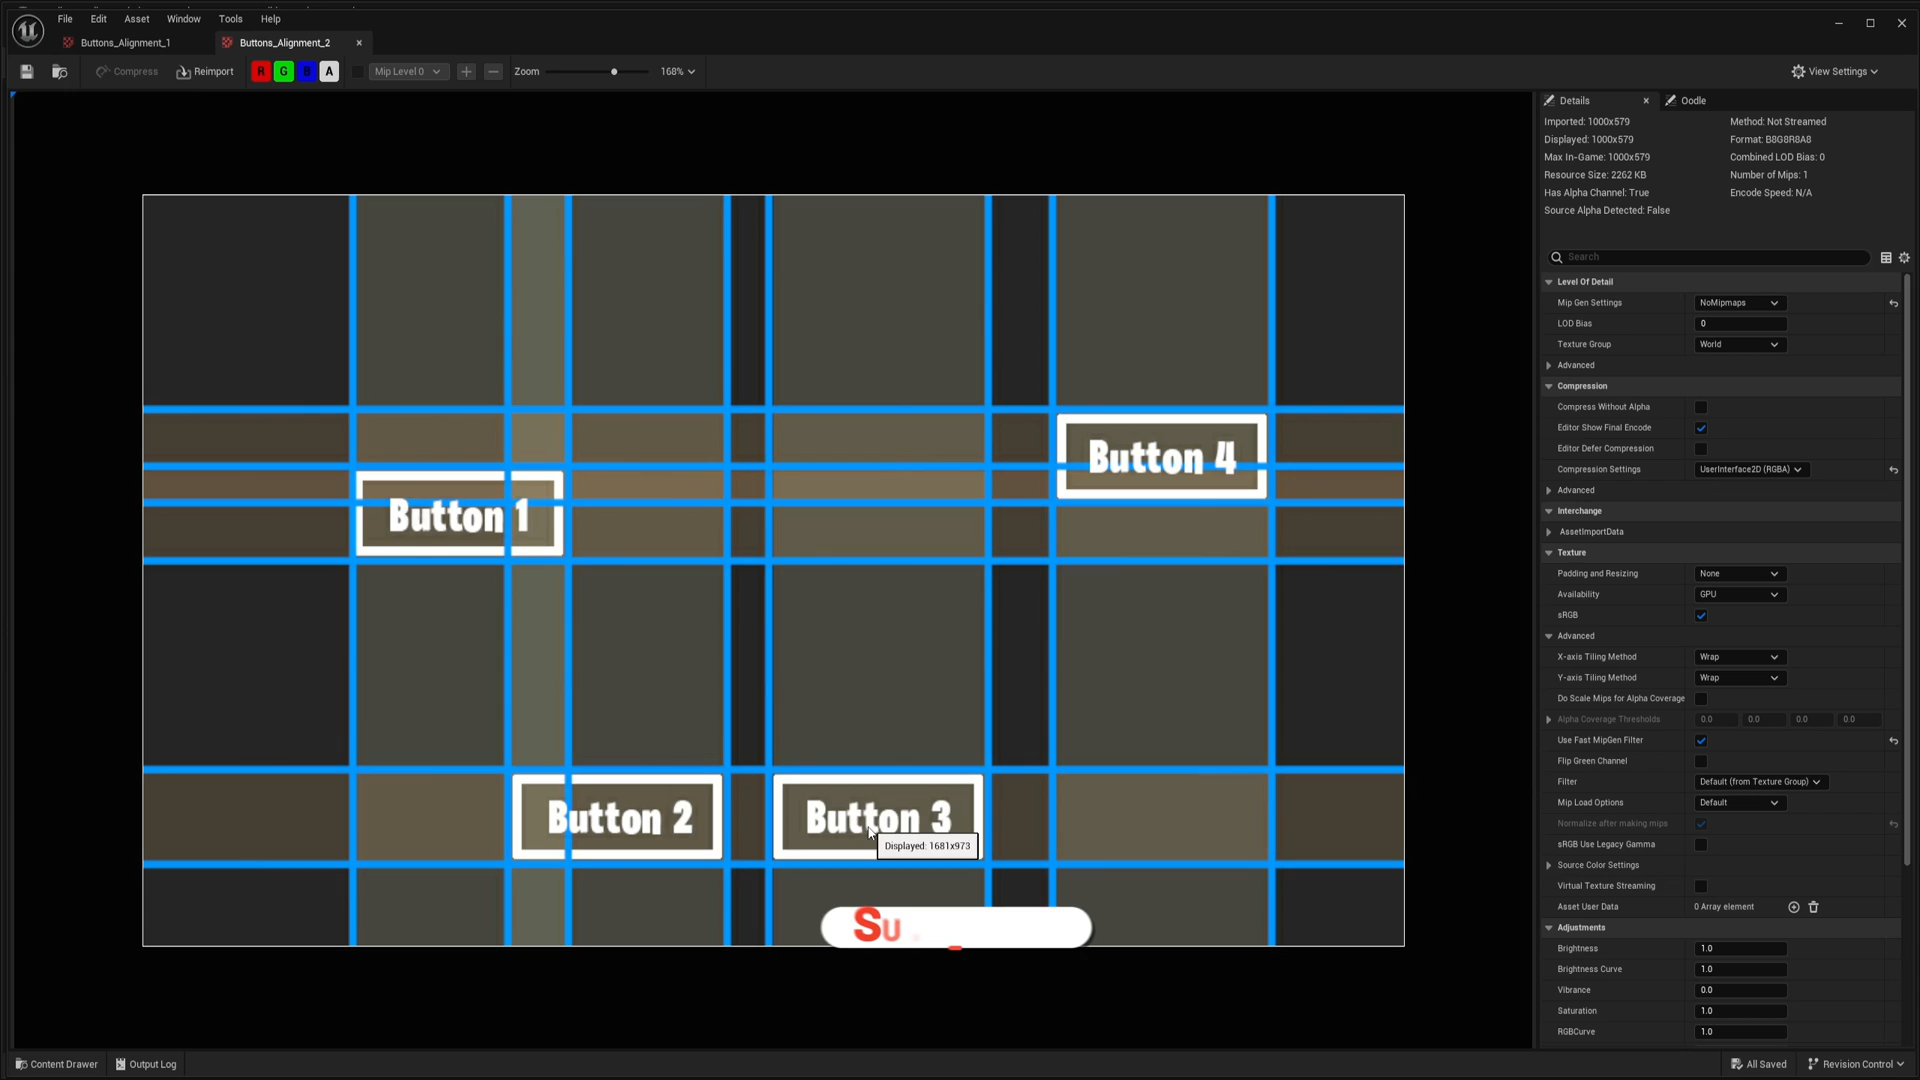 File Edit Asset Window Tools Help
Buttons_Alignment_1 Buttons_Alignment_2
Compress Reimport R G B A Mip Level 0 Zoom 168% View Settings
Details Oodle
Imported: 1000x579 Method: Not Streamed
Displayed: 1000x579 Format: B8G8R8A8
Max In-Game: 1000x579 Combined LOD Bias: 0
Resource Size: 2262 KB Number of Mips: 1
Has Alpha Channel: True Encode Speed: N/A
Source Alpha Detected: False
Search
Level Of Detail
Mip Gen Settings NoMipmaps
LOD Bias 0
Texture Group World
Advanced
Compression
Compress Without Alpha
Editor Show Final Encode
Editor Defer Compression
Compression Settings UserInterface2D (RGBA)
Advanced
Interchange
AssetImportData
Texture
Padding and Resizing None
Availability GPU
sRGB
Advanced
X-axis Tiling Method Wrap
Y-axis Tiling Method Wrap
Do Scale Mips for Alpha Coverage
Alpha Coverage Thresholds 0.0 0.0 0.0 0.0
Use Fast MipGen Filter
Flip Green Channel
Filter Default (from Texture Group)
Mip Load Options Default
Normalize after making mips
sRGB Use Legacy Gamma
Source Color Settings
Virtual Texture Streaming
Asset User Data 0 Array element
Adjustments
Brightness 1.0
Brightness Curve 1.0
Vibrance 0.0
Saturation 1.0
RGBCurve 1.0
Button 4
Button 1
Button 2 Button 3
Displayed: 1681x973
Su
Content Drawer Output Log All Saved Revision Control